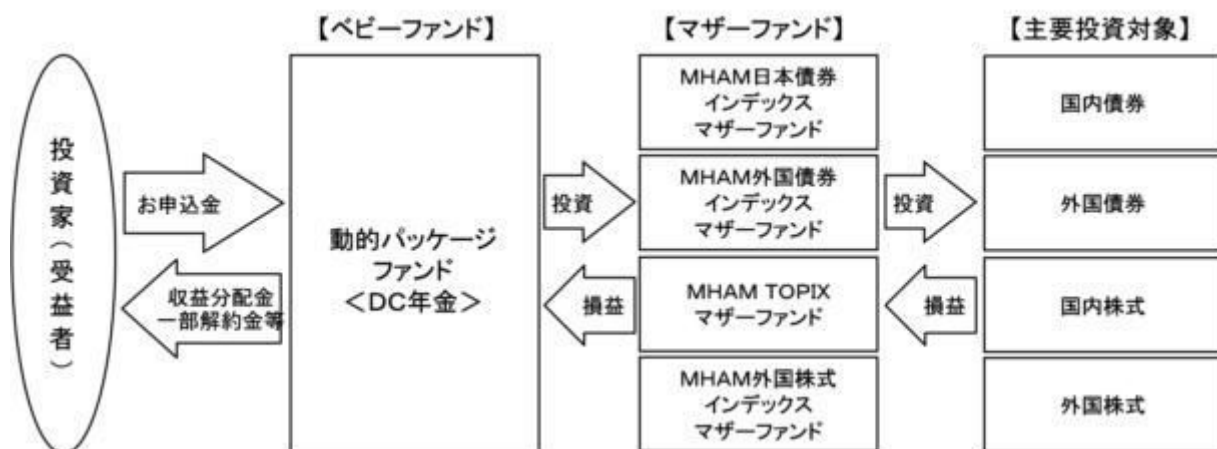 【ベビーファンド】
【マザーファンド】
【主要投資対象】
投資家(受益者)
お申込金
収益分配金
一部解約金等
動的パッケージ
ファンド
<DC年金>
投資
損益
MHAM日本債券
インデックス
マザーファンド
MHAM外国債券
インデックス
マザーファンド
MHAM TOPIX
マザーファンド
MHAM外国株式
インデックス
マザーファンド
投資
損益
国内債券
外国債券
国内株式
外国株式